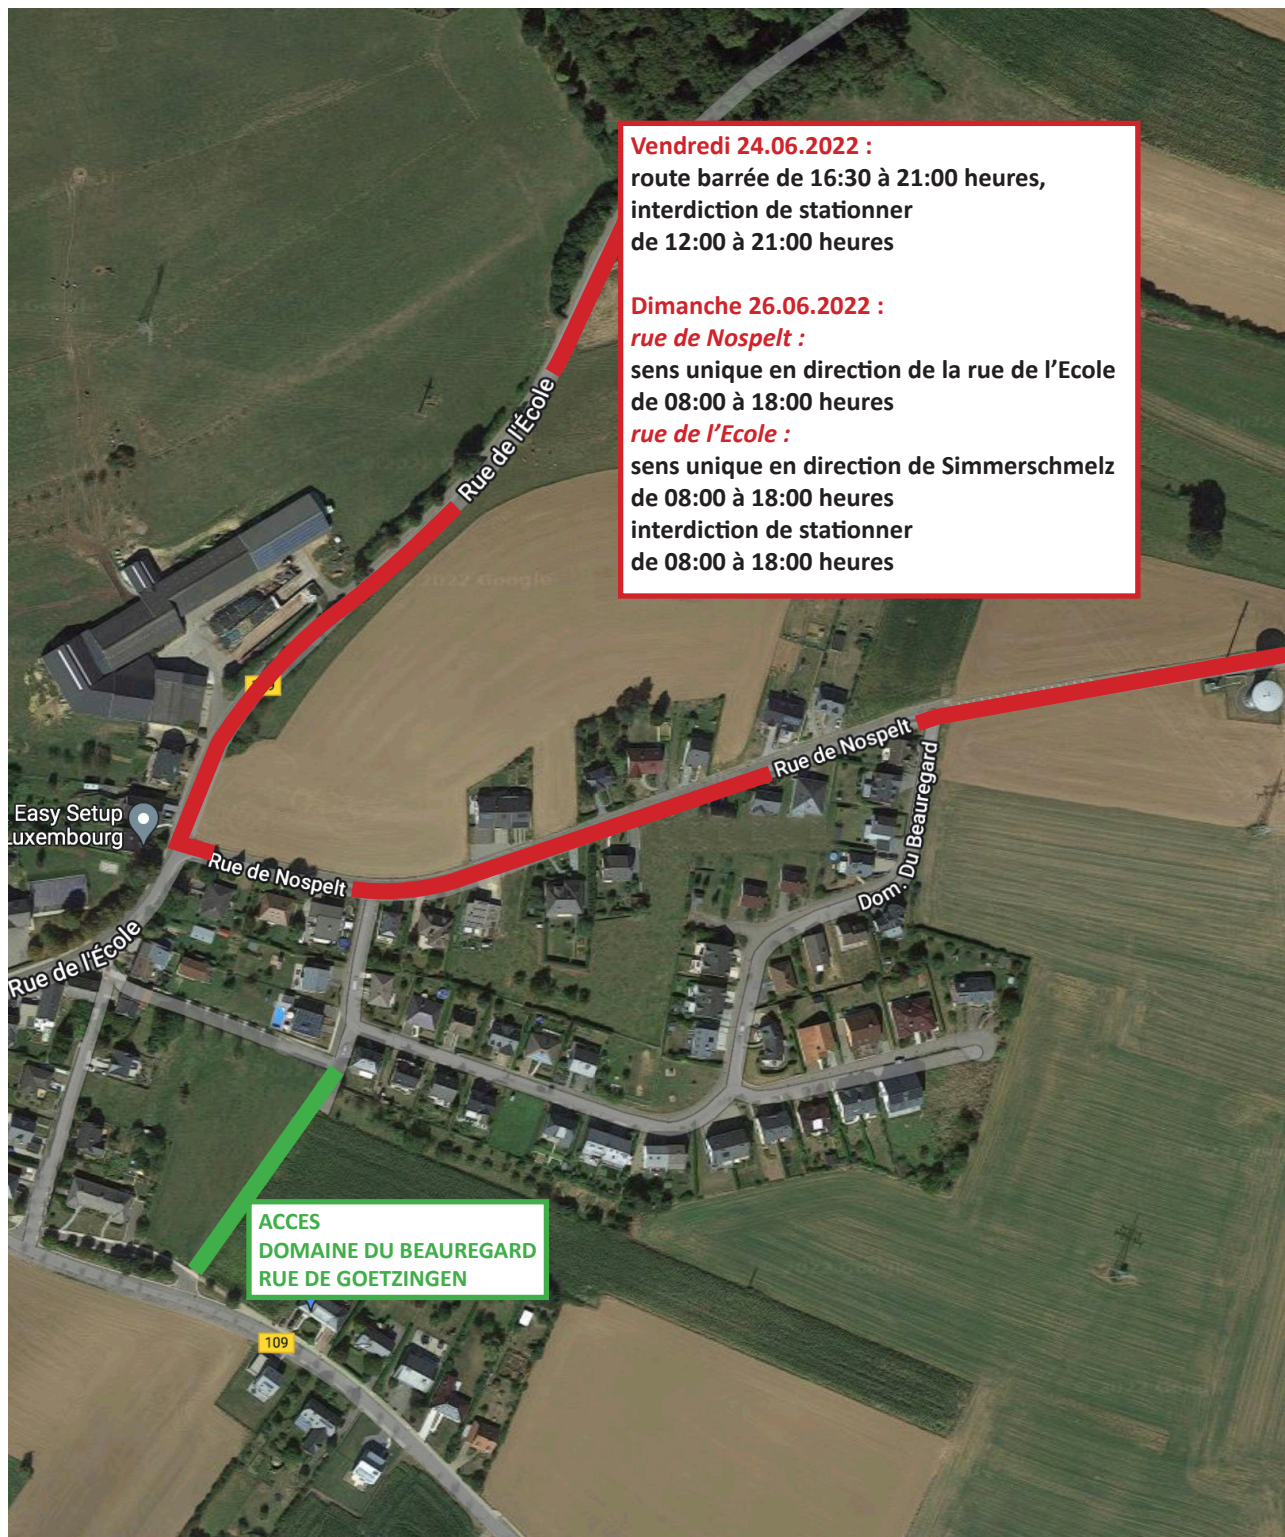 Vendredi 24.06.2022 :
route barrée de 16:30 à 21:00 heures,
interdiction de stationner
de 12:00 à 21:00 heures
Dimanche 26.06.2022 :
rue de Nospelt :
sens unique en direction de la rue de l’Ecole
de 08:00 à 18:00 heures
rue de l’Ecole :
sens unique en direction de Simmerschmelz
de 08:00 à 18:00 heures
interdiction de stationner
de 08:00 à 18:00 heures
Rue de l'École
2022 Google
Rue de Nospelt
Dom. Du Beauregard
Easy Setup
Luxembourg
Rue de Nospelt
Rue de l'École
ACCES
DOMAINE DU BEAUREGARD
RUE DE GOETZINGEN
109